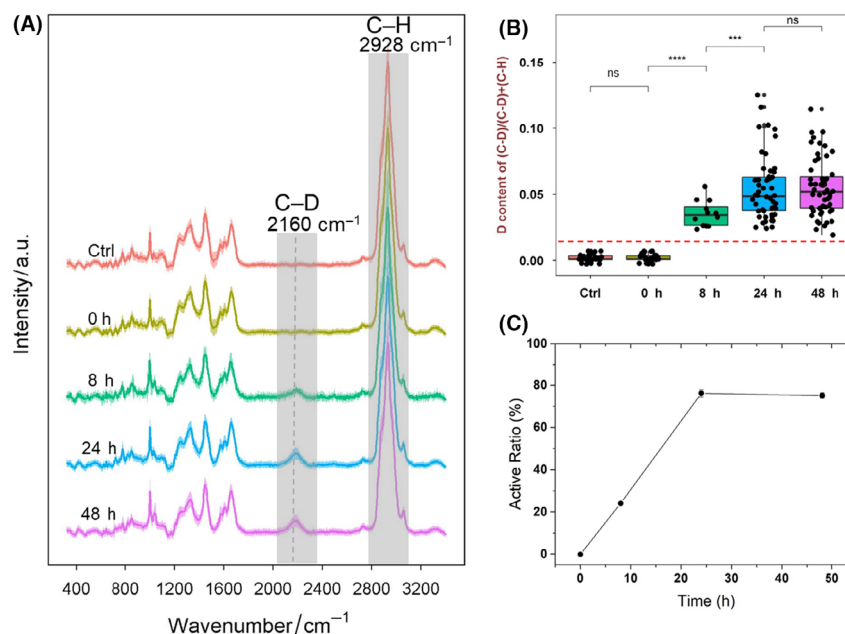 (A)
C–H
2928 cm⁻¹
C–D
2160 cm⁻¹
Ctrl
0 h
8 h
24 h
48 h
Intensity/a.u.
400 800 1200 1600 2000 2400 2800 3200
Wavenumber/cm⁻¹
(B)
ns
***
****
ns
D content of (C-D)/(C-D)+(C-H)
0.15
0.10
0.05
0.00
Ctrl 0 h 8 h 24 h 48 h
(C)
Active Ratio (%)
100
80
60
40
20
0
0 10 20 30 40 50
Time (h)